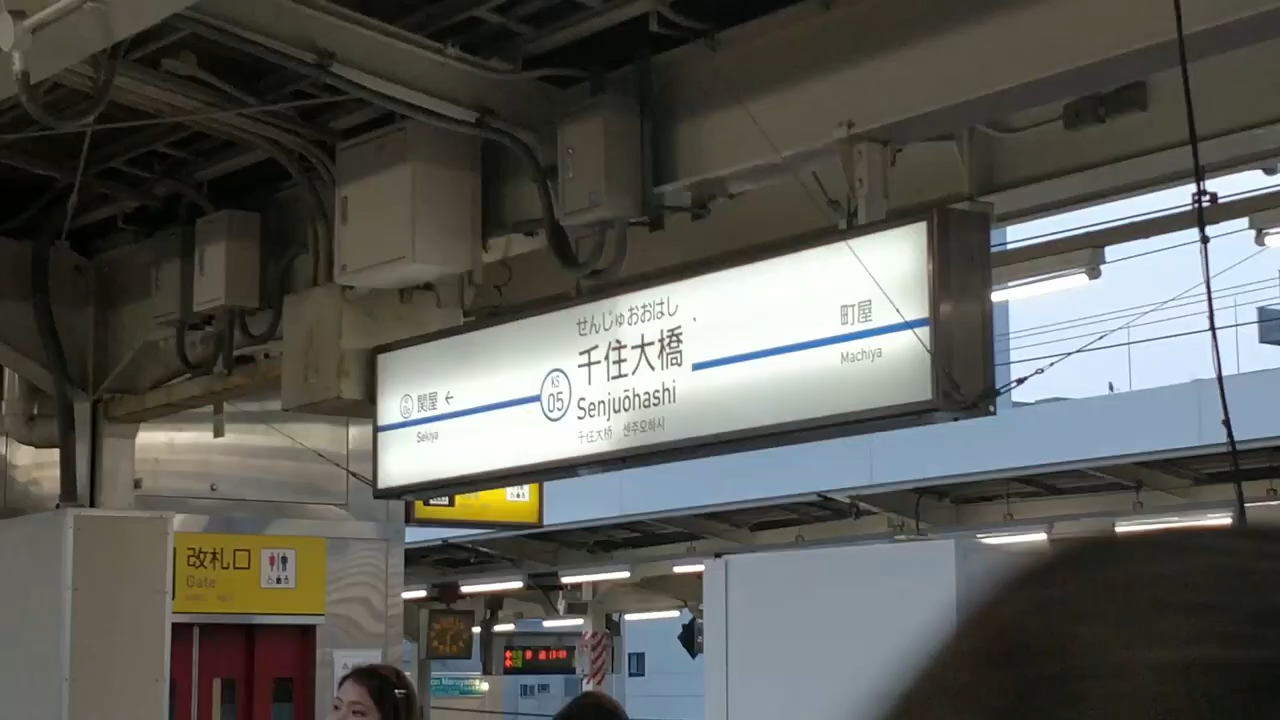 せんじゅおおはし
千住大橋
Senjuōhashi
千住大桥 센주오하시
KS
05
06
関屋 ←
Sekiya
町屋
Machiya
改札口
Gate